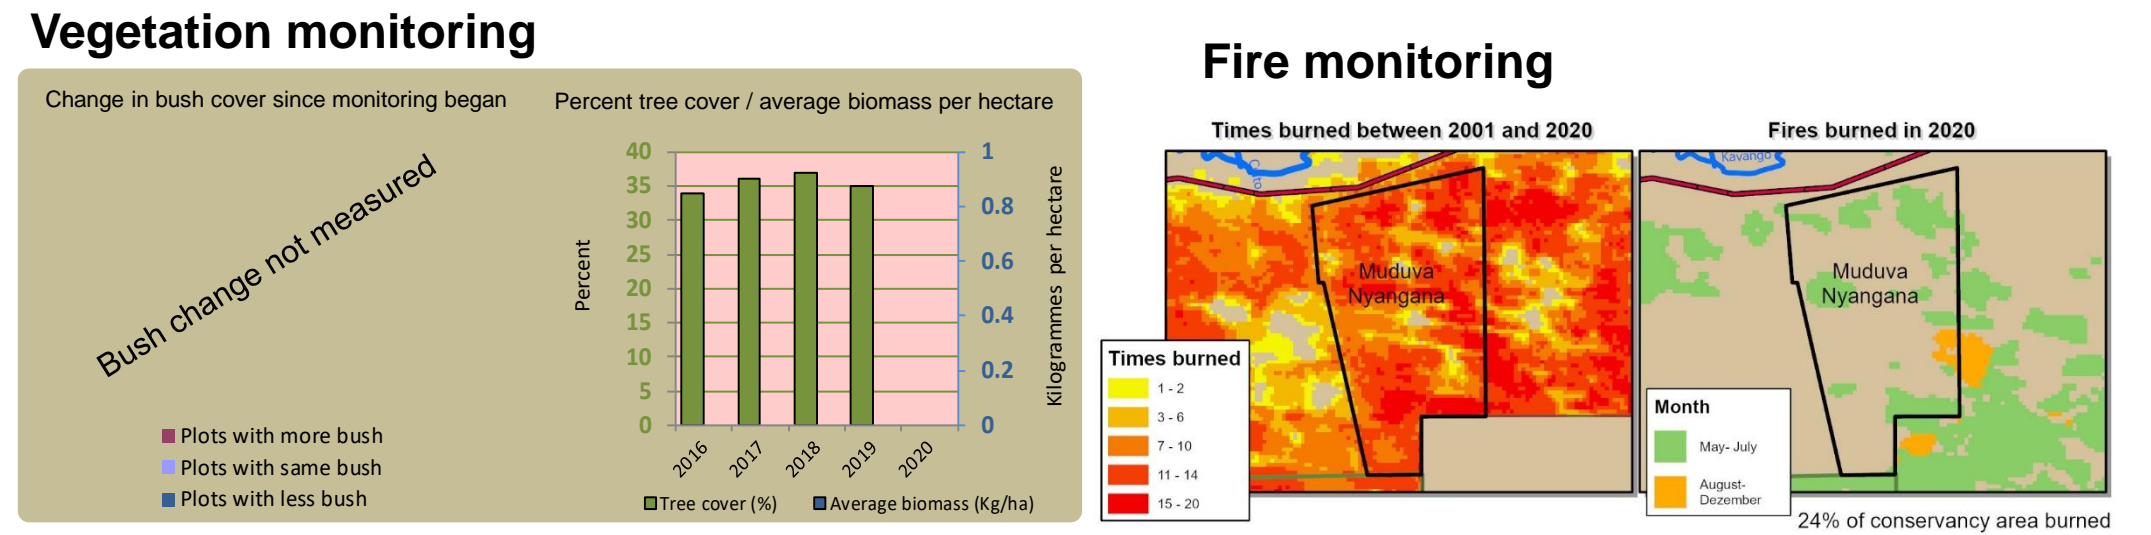 Vegetation monitoring
Change in bush cover since monitoring began
Bush change not measured
Plots with more bush
Plots with same bush
Plots with less bush
Percent tree cover / average biomass per hectare
40
35
30
25
20
15
10
5
0
Percent
1
0.8
0.6
0.4
0.2
0
Kilogrammes per hectare
2016
2017
2018
2019
2020
Tree cover (%)
Average biomass (Kg/ha)
Fire monitoring
Times burned between 2001 and 2020
Muduva
Nyangana
Times burned
1 - 2
3 - 6
7 - 10
11 - 14
15 - 20
Fires burned in 2020
Kavango
Muduva
Nyangana
Month
May- July
August-
Dezember
24% of conservancy area burned